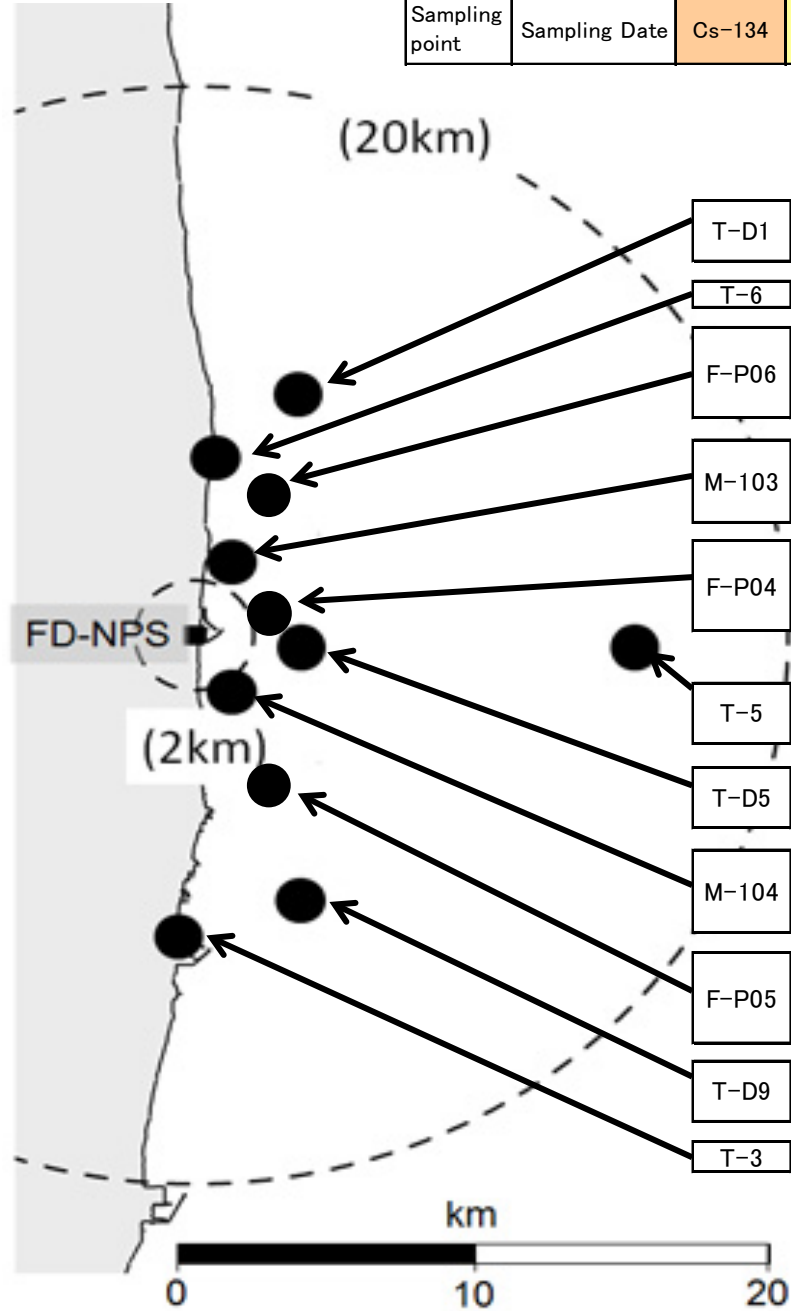 Sampling
point
Sampling Date
Cs-134
(20km)
T-D1
T-6
F-P06
M-103
F-P04
FD-NPS
T-5
(2km)
T-D5
M-104
F-P05
T-D9
T-3
km
0
10
20